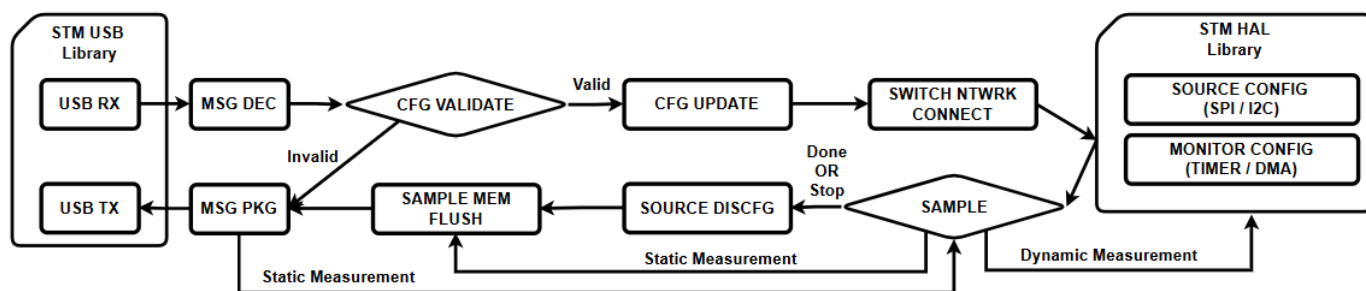 STM USB
Library
USB RX
MSG DEC
CFG VALIDATE
Valid
CFG UPDATE
SWITCH NTWRK
CONNECT
STM HAL
Library
SOURCE CONFIG
(SPI / I2C)
MONITOR CONFIG
(TIMER / DMA)
Invalid
Done
OR
Stop
USB TX
MSG PKG
SAMPLE MEM
FLUSH
SOURCE DISCFG
SAMPLE
Static Measurement
Static Measurement
Dynamic Measurement